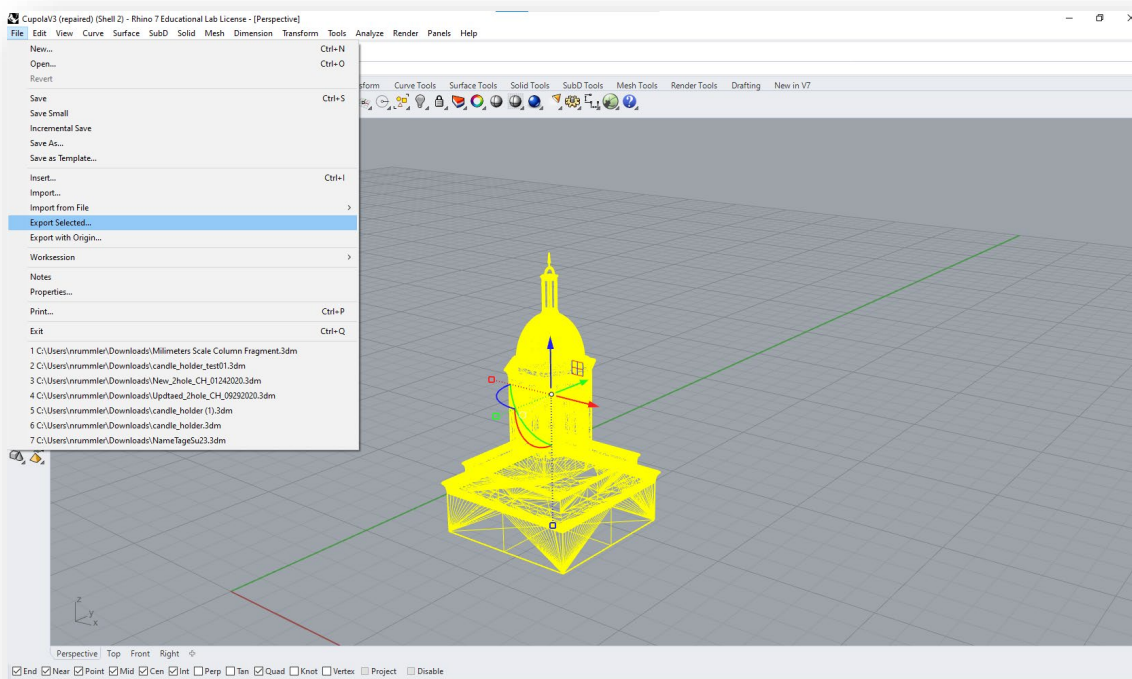 CupolaV3 (repaired) (Shell 2) - Rhino 7 Educational Lab License - [Perspective]
File Edit View Curve Surface SubD Solid Mesh Dimension Transform Tools Analyze Render Panels Help
New... Ctrl+N
Open... Ctrl+O
Revert
sform Curve Tools Surface Tools Solid Tools SubD Tools Mesh Tools Render Tools Drafting New in V7
Save Ctrl+S
Save Small
Incremental Save
Save As...
Save as Template...
Insert... Ctrl+I
Import...
Import from File >
Export Selected...
Export with Origin...
Worksession >
Notes
Properties...
Print... Ctrl+P
Exit Ctrl+Q
1 C:\Users\nrummler\Downloads\Milimeters Scale Column Fragment.3dm
2 C:\Users\nrummler\Downloads\candle_holder_test01.3dm
3 C:\Users\nrummler\Downloads\New_2hole_CH_01242020.3dm
4 C:\Users\nrummler\Downloads\Updtaed_2hole_CH_09292020.3dm
5 C:\Users\nrummler\Downloads\candle_holder (1).3dm
6 C:\Users\nrummler\Downloads\candle_holder.3dm
7 C:\Users\nrummler\Downloads\NameTageSu23.3dm
z
y
x
Perspective Top Front Right
End Near Point Mid Cen Int Perp Tan Quad Knot Vertex Project Disable